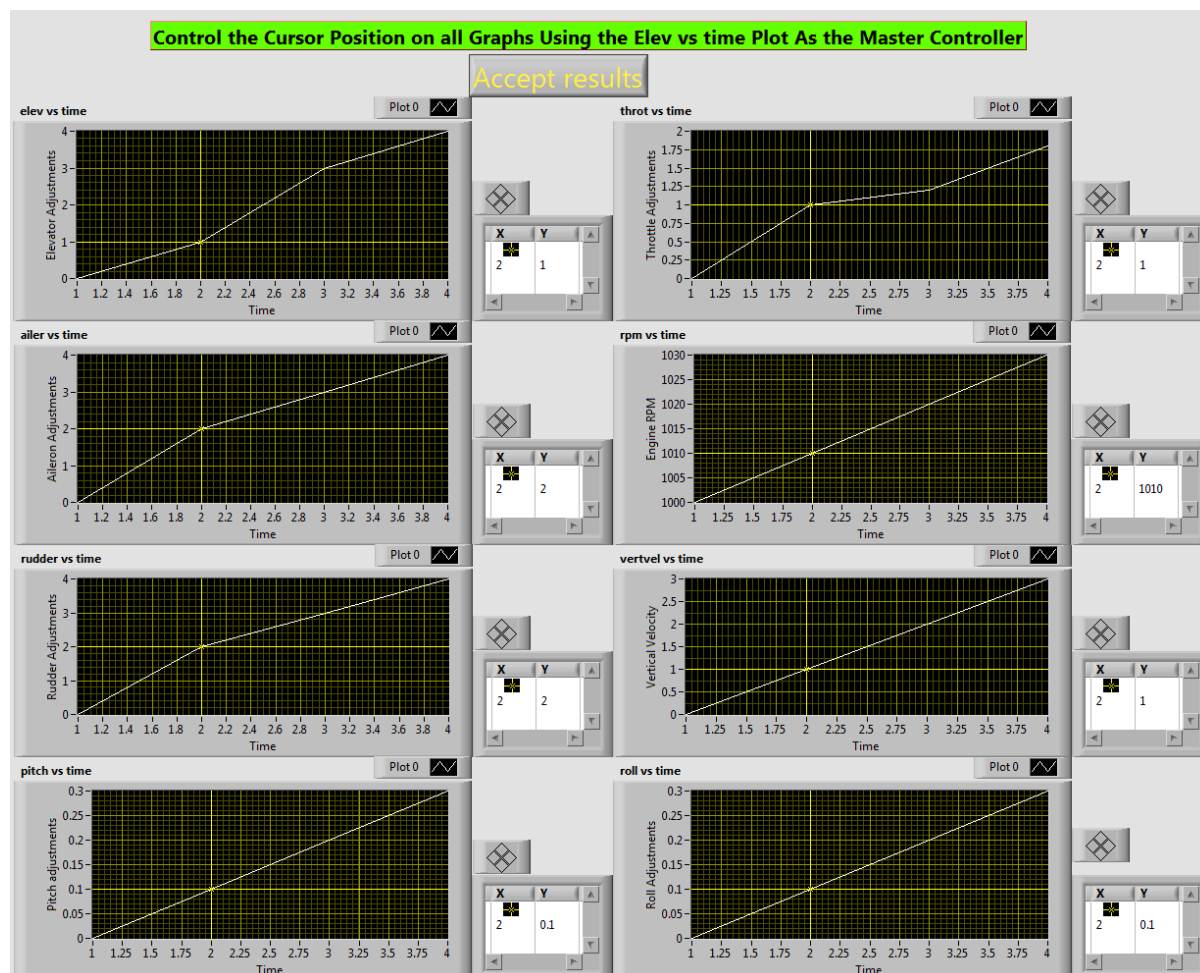 Control the Cursor Position on all Graphs Using the Elev vs time Plot As the Master Controller
Accept results
elev vs time
Plot 0
Elevator Adjustments
4
3
2
1
0
1 1.2 1.4 1.6 1.8 2 2.2 2.4 2.6 2.8 3 3.2 3.4 3.6 3.8 4
Time
X Y
2 1
throt vs time
Plot 0
Throttle Adjustments
2
1.75
1.5
1.25
1
0.75
0.5
0.25
0
1 1.25 1.5 1.75 2 2.25 2.5 2.75 3 3.25 3.5 3.75 4
Time
X Y
2 1
ailer vs time
Plot 0
Aileron Adjustments
4
3
2
1
0
1 1.2 1.4 1.6 1.8 2 2.2 2.4 2.6 2.8 3 3.2 3.4 3.6 3.8 4
Time
X Y
2 2
rpm vs time
Plot 0
Engine RPM
1030
1025
1020
1015
1010
1005
1000
1 1.25 1.5 1.75 2 2.25 2.5 2.75 3 3.25 3.5 3.75 4
Time
X Y
2 1010
rudder vs time
Plot 0
Rudder Adjustments
4
3
2
1
0
1 1.2 1.4 1.6 1.8 2 2.2 2.4 2.6 2.8 3 3.2 3.4 3.6 3.8 4
Time
X Y
2 2
vertvel vs time
Plot 0
Vertical Velocity
3
2.5
2
1.5
1
0.5
0
1 1.25 1.5 1.75 2 2.25 2.5 2.75 3 3.25 3.5 3.75 4
Time
X Y
2 1
pitch vs time
Plot 0
Pitch adjustments
0.3
0.25
0.2
0.15
0.1
0.05
0
1 1.25 1.5 1.75 2 2.25 2.5 2.75 3 3.25 3.5 3.75 4
Time
X Y
2 0.1
roll vs time
Plot 0
Roll Adjustments
0.3
0.25
0.2
0.15
0.1
0.05
0
1 1.25 1.5 1.75 2 2.25 2.5 2.75 3 3.25 3.5 3.75 4
Time
X Y
2 0.1